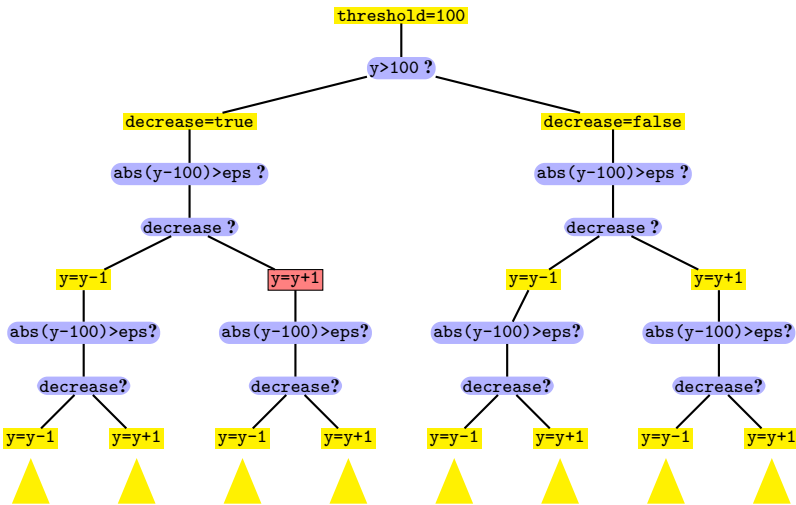 threshold=100
y>100 ?
decrease=true decrease=false
abs(y-100)>eps ? abs(y-100)>eps ?
decrease ? decrease ?
y=y-1 y=y+1 y=y-1 y=y+1
abs(y-100)>eps? abs(y-100)>eps? abs(y-100)>eps? abs(y-100)>eps?
decrease? decrease? decrease? decrease?
y=y-1 y=y+1 y=y-1 y=y+1 y=y-1 y=y+1 y=y-1 y=y+1